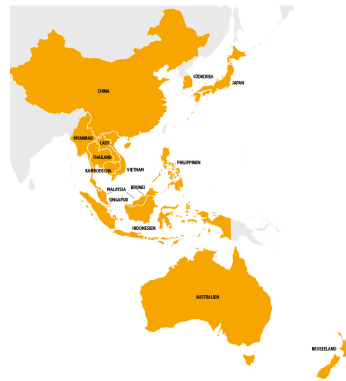 SÜDKOREA
JAPAN
CHINA
MYANMAR
LAOS
THAILAND
PHILIPPINEN
KAMBODSCHA
VIETNAM
MALAYSIA
BRUNEI
SINGAPUR
INDONESIEN
AUSTRALIEN
NEUSEELAND